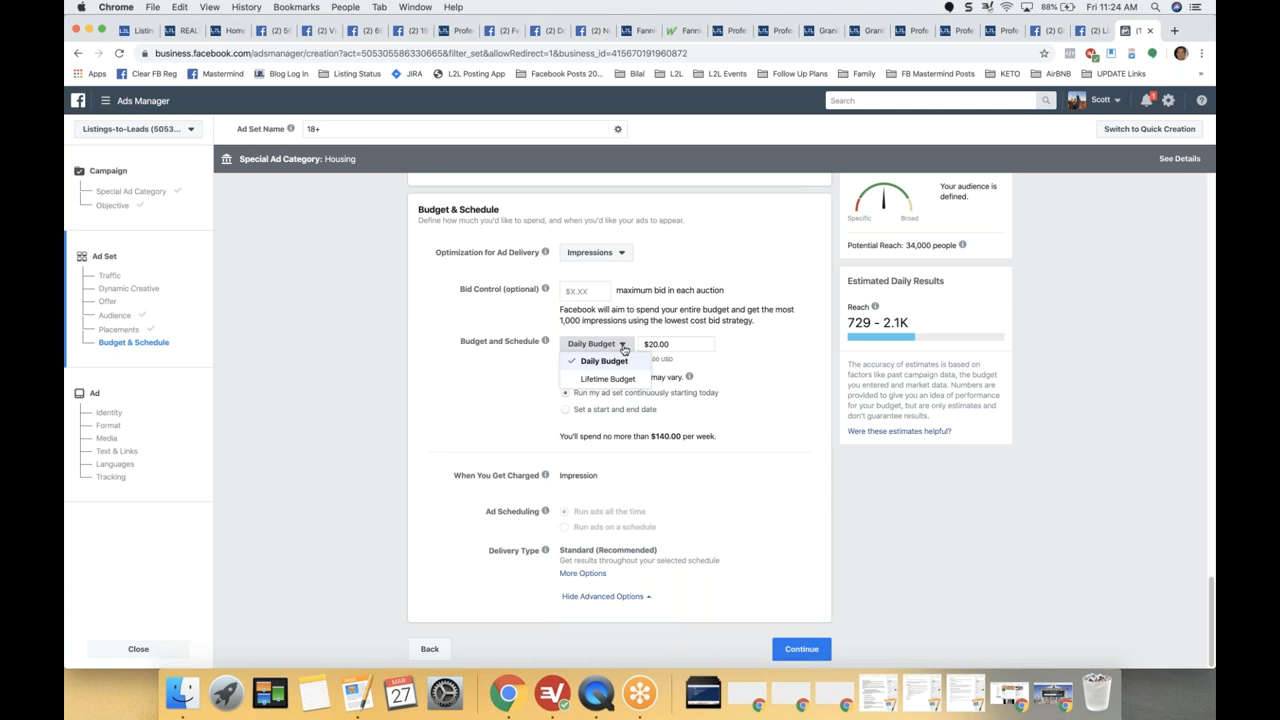 Chrome File Edit View History Bookmarks People Tab Window Help
88% Fri 11:24 AM
business.facebook.com/adsmanager/creation?act=505305586330665&filter_set&allowRedirect=1&business_id=415670191960872
Apps Clear FB Reg Mastermind Blog Log In Listing Status JIRA L2L Posting App Facebook Posts 20... Bilal L2L L2L Events Follow Up Plans Family FB Mastermind Posts KETO AirBNB UPDATE Links »
Ads Manager
Search
Scott
Listings-to-Leads (5053...
Ad Set Name
18+
Switch to Quick Creation
Special Ad Category: Housing
See Details
Campaign
Special Ad Category
Objective
Ad Set
Traffic
Dynamic Creative
Offer
Audience
Placements
Budget & Schedule
Ad
Identity
Format
Media
Text & Links
Languages
Tracking
Close
Budget & Schedule
Define how much you'd like to spend, and when you'd like your ads to appear.
Optimization for Ad Delivery
Impressions
Bid Control (optional)
$X.XX
maximum bid in each auction
Facebook will aim to spend your entire budget and get the most
1,000 impressions using the lowest cost bid strategy.
Budget and Schedule
Daily Budget
$20.00
Daily Budget
Lifetime Budget
.00 USD
may vary.
Run my ad set continuously starting today
Set a start and end date
You'll spend no more than $140.00 per week.
When You Get Charged
Impression
Ad Scheduling
Run ads all the time
Run ads on a schedule
Delivery Type
Standard (Recommended)
Get results throughout your selected schedule
More Options
Hide Advanced Options
Back
Continue
Specific
Broad
Your audience is
defined.
Potential Reach: 34,000 people
Estimated Daily Results
Reach
729 - 2.1K
The accuracy of estimates is based on
factors like past campaign data, the budget
you entered and market data. Numbers are
provided to give you an idea of performance
for your budget, but are only estimates and
don't guarantee results.
Were these estimates helpful?
MAR
27